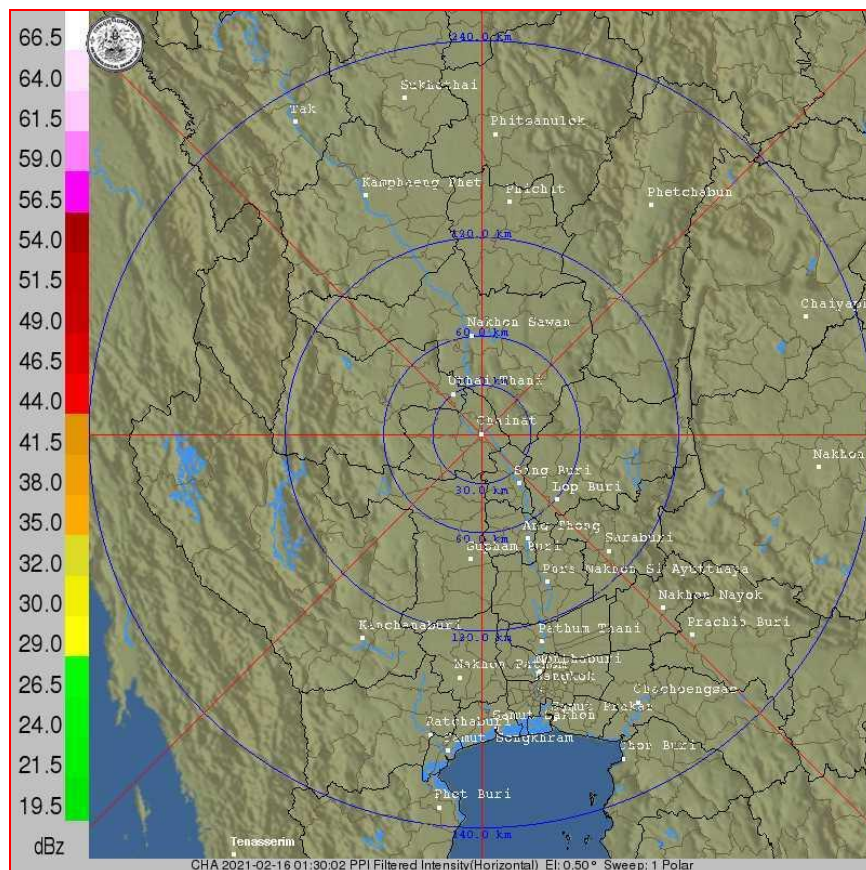 66.5
64.0
61.5
59.0
56.5
54.0
51.5
49.0
46.5
44.0
41.5
38.0
35.0
32.0
30.0
29.0
26.5
24.0
21.5
19.5
dBz
240.0 km
Sukhothai
Tak
Phitsanulok
Kamphaeng Phet
Phichit
Phetchabun
120.0 km
Chaiyaph
Nakhon Sawan
60.0 km
Uthai Thani
Chainat
Sing Buri
Nakhon
30.0 km
Lop Buri
Ang Thong
60.0 km
Suphan Buri
Saraburi
Pora Nakhon Si Ayutthaya
Nakhon Nayok
Kanchanaburi
Prachin Buri
120.0 km
Pathum Thani
Nakhon Pathom
Nonthaburi
Bangkok
Chachoengsao
Samut Prakan
Samut Sakhon
Ratchaburi
Samut Songkhram
Chon Buri
Phet Buri
240.0 km
Tenasserim
CHA 2021-02-16 01:30:02 PPI Filtered Intensity(Horizontal) El: 0.50° Sweep: 1 Polar